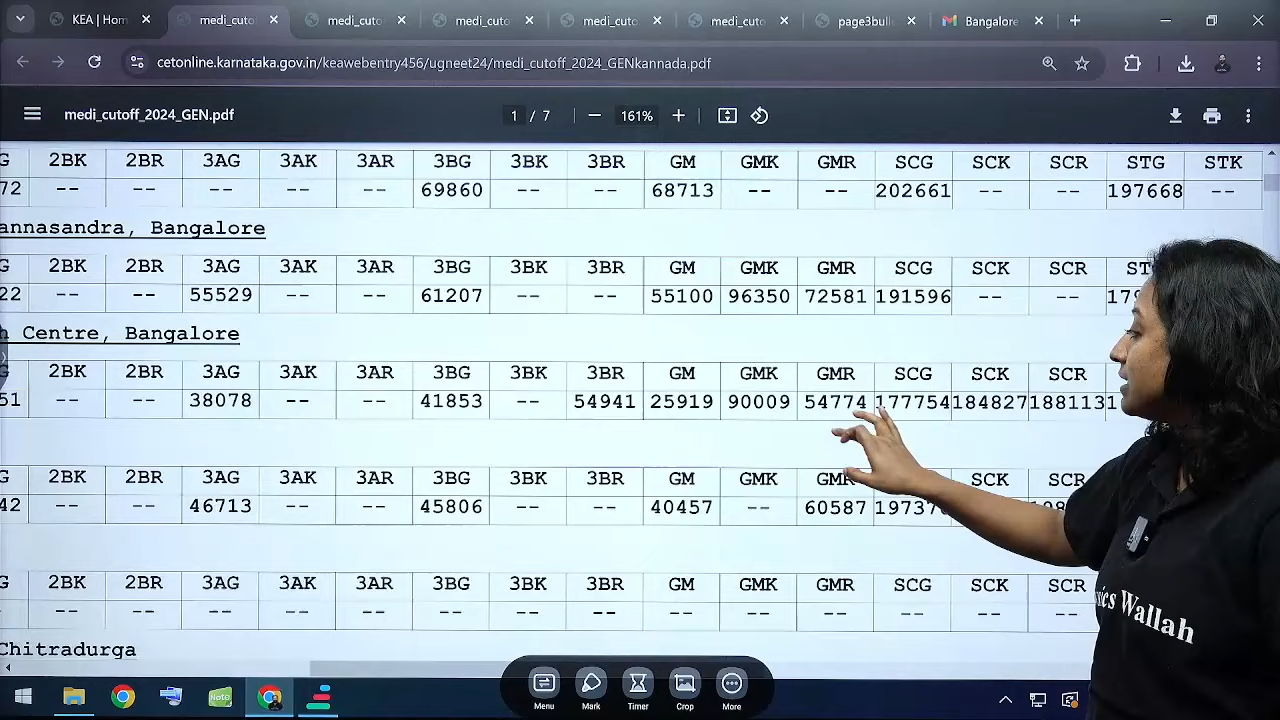 KEA | Hom
medi_cuto
medi_cuto
medi_cuto
medi_cuto
medi_cuto
page3bull
Bangalore
cetonline.karnataka.gov.in/keawebentry456/ugneet24/medi_cutoff_2024_GENkannada.pdf
medi_cutoff_2024_GEN.pdf
1 / 7
161%
G 2BK 2BR 3AG 3AK 3AR 3BG 3BK 3BR GM GMK GMR SCG SCK SCR STG STK
72 -- -- -- -- -- 69860 -- -- 68713 -- -- 202661 -- -- 197668 --
annasandra, Bangalore
G 2BK 2BR 3AG 3AK 3AR 3BG 3BK 3BR GM GMK GMR SCG SCK SCR
22 -- -- 55529 -- -- 61207 -- -- 55100 96350 72581 191596 -- --
h Centre, Bangalore
G 2BK 2BR 3AG 3AK 3AR 3BG 3BK 3BR GM GMK GMR SCG SCK SCR
51 -- -- 38078 -- -- 41853 -- 54941 25919 90009 54774 177754 184827 188113 1
G 2BK 2BR 3AG 3AK 3AR 3BG 3BK 3BR GM GMK GMR SCK SCR
42 -- -- 46713 -- -- 45806 -- -- 40457 -- 60587
G 2BK 2BR 3AG 3AK 3AR 3BG 3BK 3BR GM GMK GMR SCG SCK SCR
-- -- -- -- -- -- -- -- -- -- -- -- -- --
Chitradurga
Menu Mark Timer Crop More
Note
Wallah